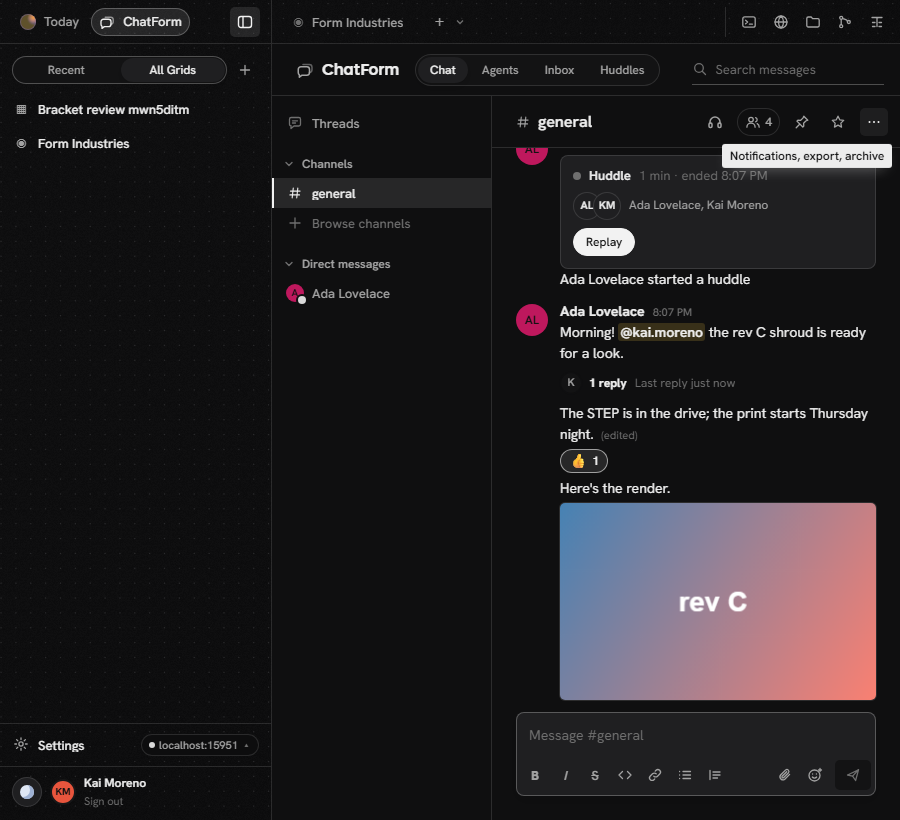 Today
ChatForm
Form Industries
Recent
All Grids
Bracket review mwn5ditm
Form Industries
ChatForm
Chat
Agents
Inbox
Huddles
Search messages
Threads
Channels
# general
Browse channels
Direct messages
A
Ada Lovelace
# general
4
Notifications, export, archive
AL
Huddle 1 min · ended 8:07 PM
AL KM Ada Lovelace, Kai Moreno
Replay
Ada Lovelace started a huddle
AL
Ada Lovelace 8:07 PM
Morning! @kai.moreno the rev C shroud is ready
for a look.
K 1 reply Last reply just now
The STEP is in the drive; the print starts Thursday
night. (edited)
👍 1
Here's the render.
rev C
Message #general
B I S
Settings
localhost:15951
KM
Kai Moreno
Sign out